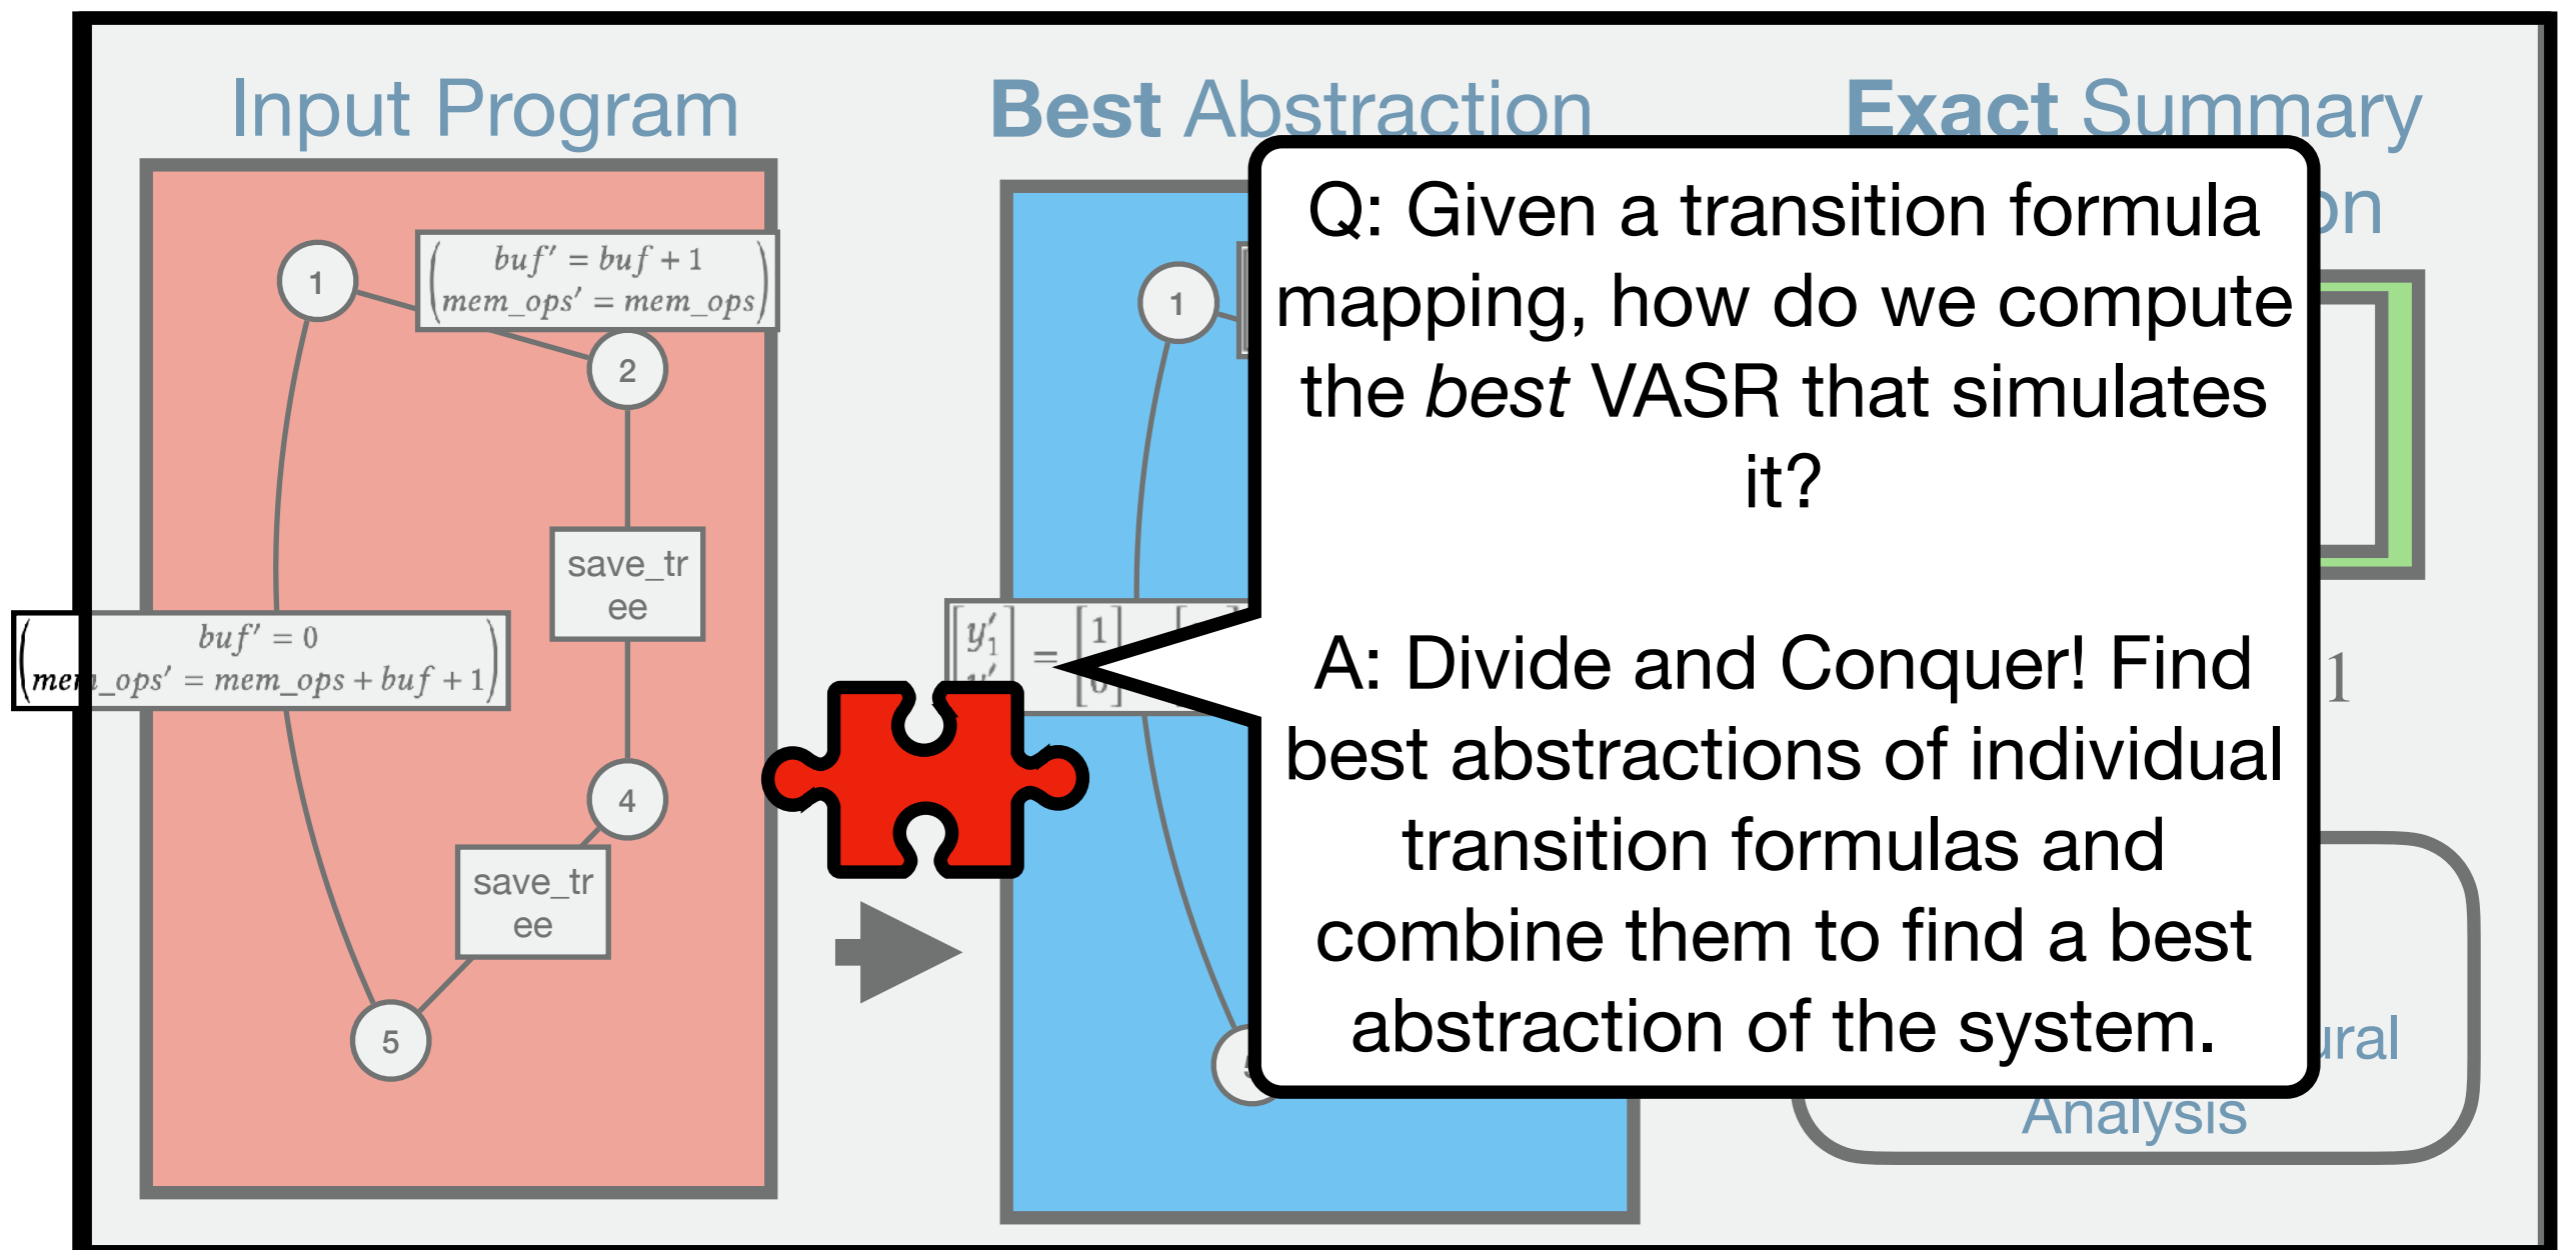 Input Program
Best Abstraction
Exact Summary
1
buf′ = buf + 1
mem_ops′ = mem_ops
2
save_tr
ee
buf′ = 0
mem_ops′ = mem_ops + buf + 1
4
save_tr
ee
5
1
y′₁ = 1
Q: Given a transition formula
mapping, how do we compute
the best VASR that simulates
it?
A: Divide and Conquer! Find
best abstractions of individual
transition formulas and
combine them to find a best
abstraction of the system.
on
1
ural
Analysis